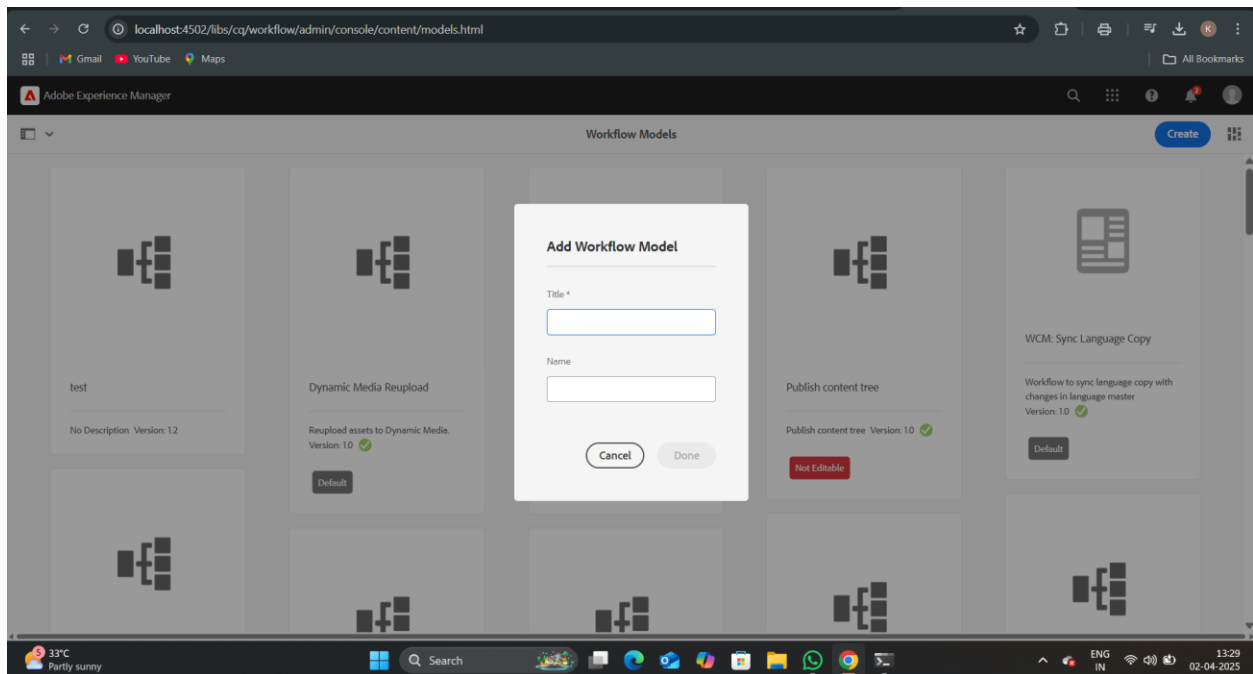 localhost:4502/libs/cq/workflow/admin/console/content/models.html
K
Gmail YouTube Maps
All Bookmarks
Adobe Experience Manager
Workflow Models
Create
Add Workflow Model
Title *
Name
Cancel Done
test
No Description Version: 1.2
Dynamic Media Reupload
Reupload assets to Dynamic Media.
Version: 1.0
Default
Publish content tree
Publish content tree Version: 1.0
Not Editable
WCM: Sync Language Copy
Workflow to sync language copy with
changes in language master
Version: 1.0
Default
5
33°C
Partly sunny
Search
ENG
IN
13:29
02-04-2025